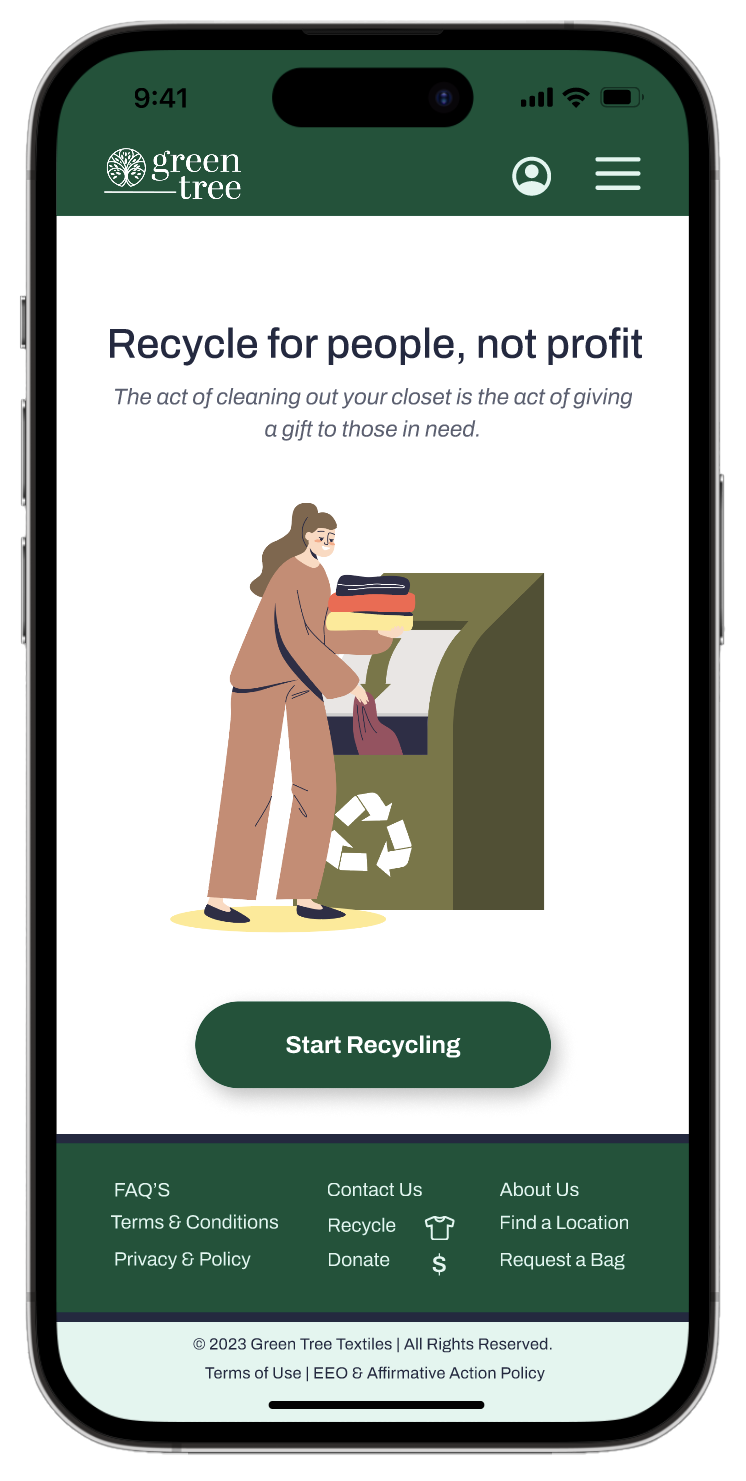 9:41
green
tree
Recycle for people, not profit
The act of cleaning out your closet is the act of giving
a gift to those in need.
Start Recycling
FAQ'S
Contact Us
About Us
Terms & Conditions
Recycle
Find a Location
Privacy & Policy
Donate
$
Request a Bag
© 2023 Green Tree Textiles | All Rights Reserved.
Terms of Use | EEO & Affirmative Action Policy